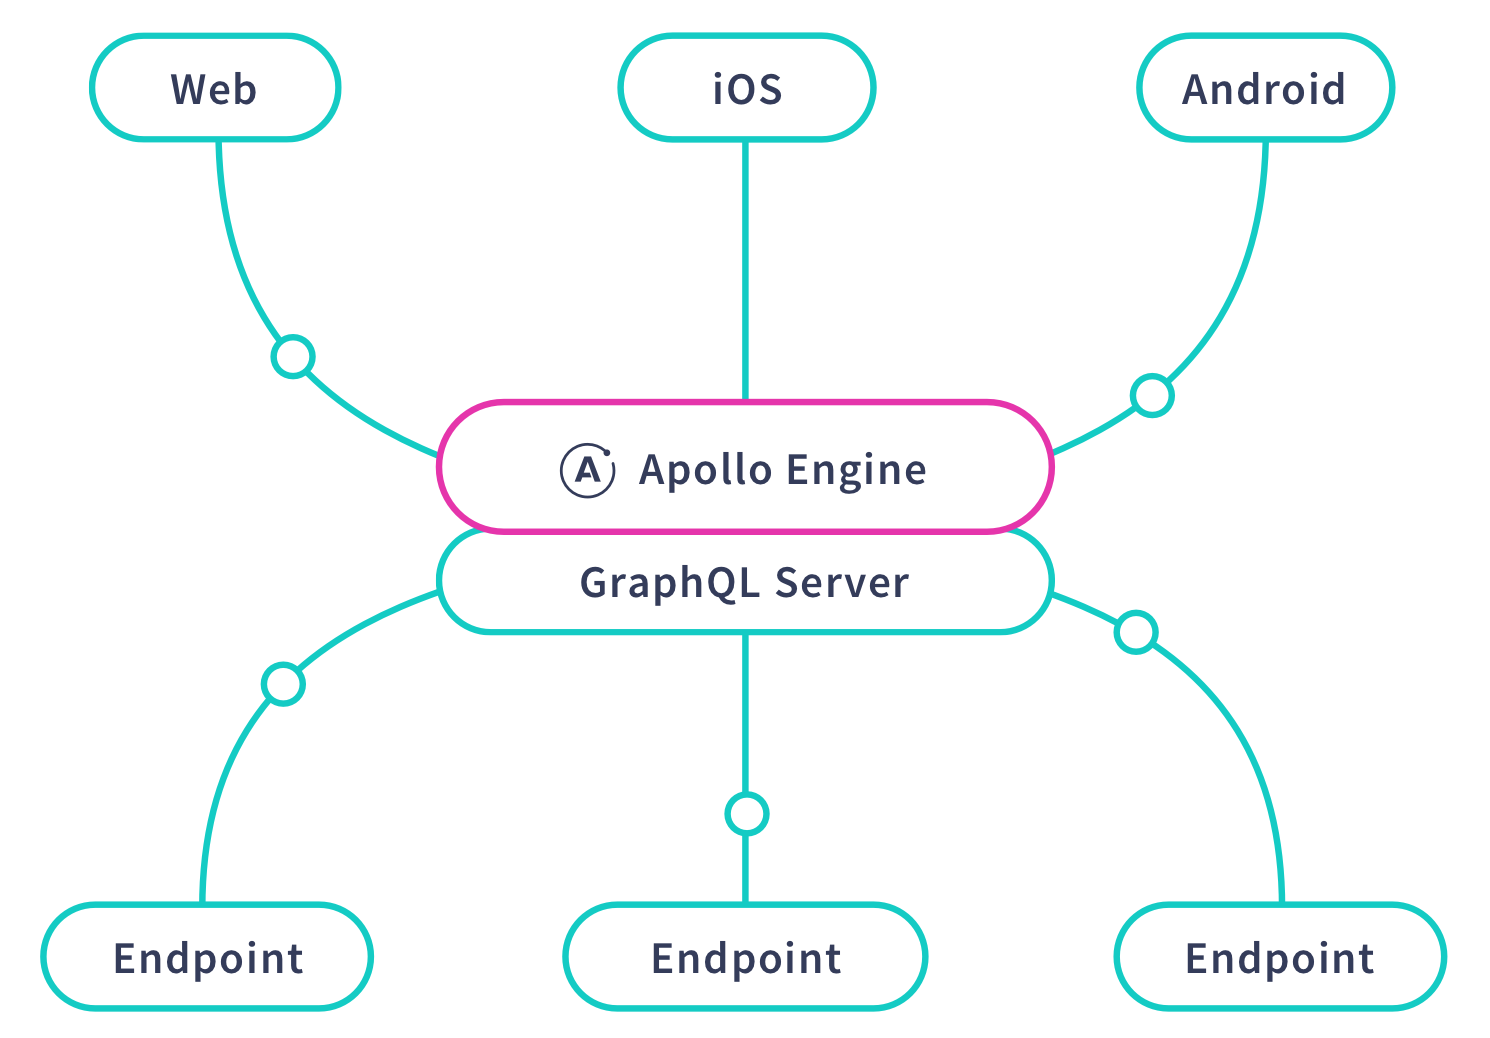 Web
iOS
Android
A Apollo Engine
GraphQL Server
Endpoint
Endpoint
Endpoint